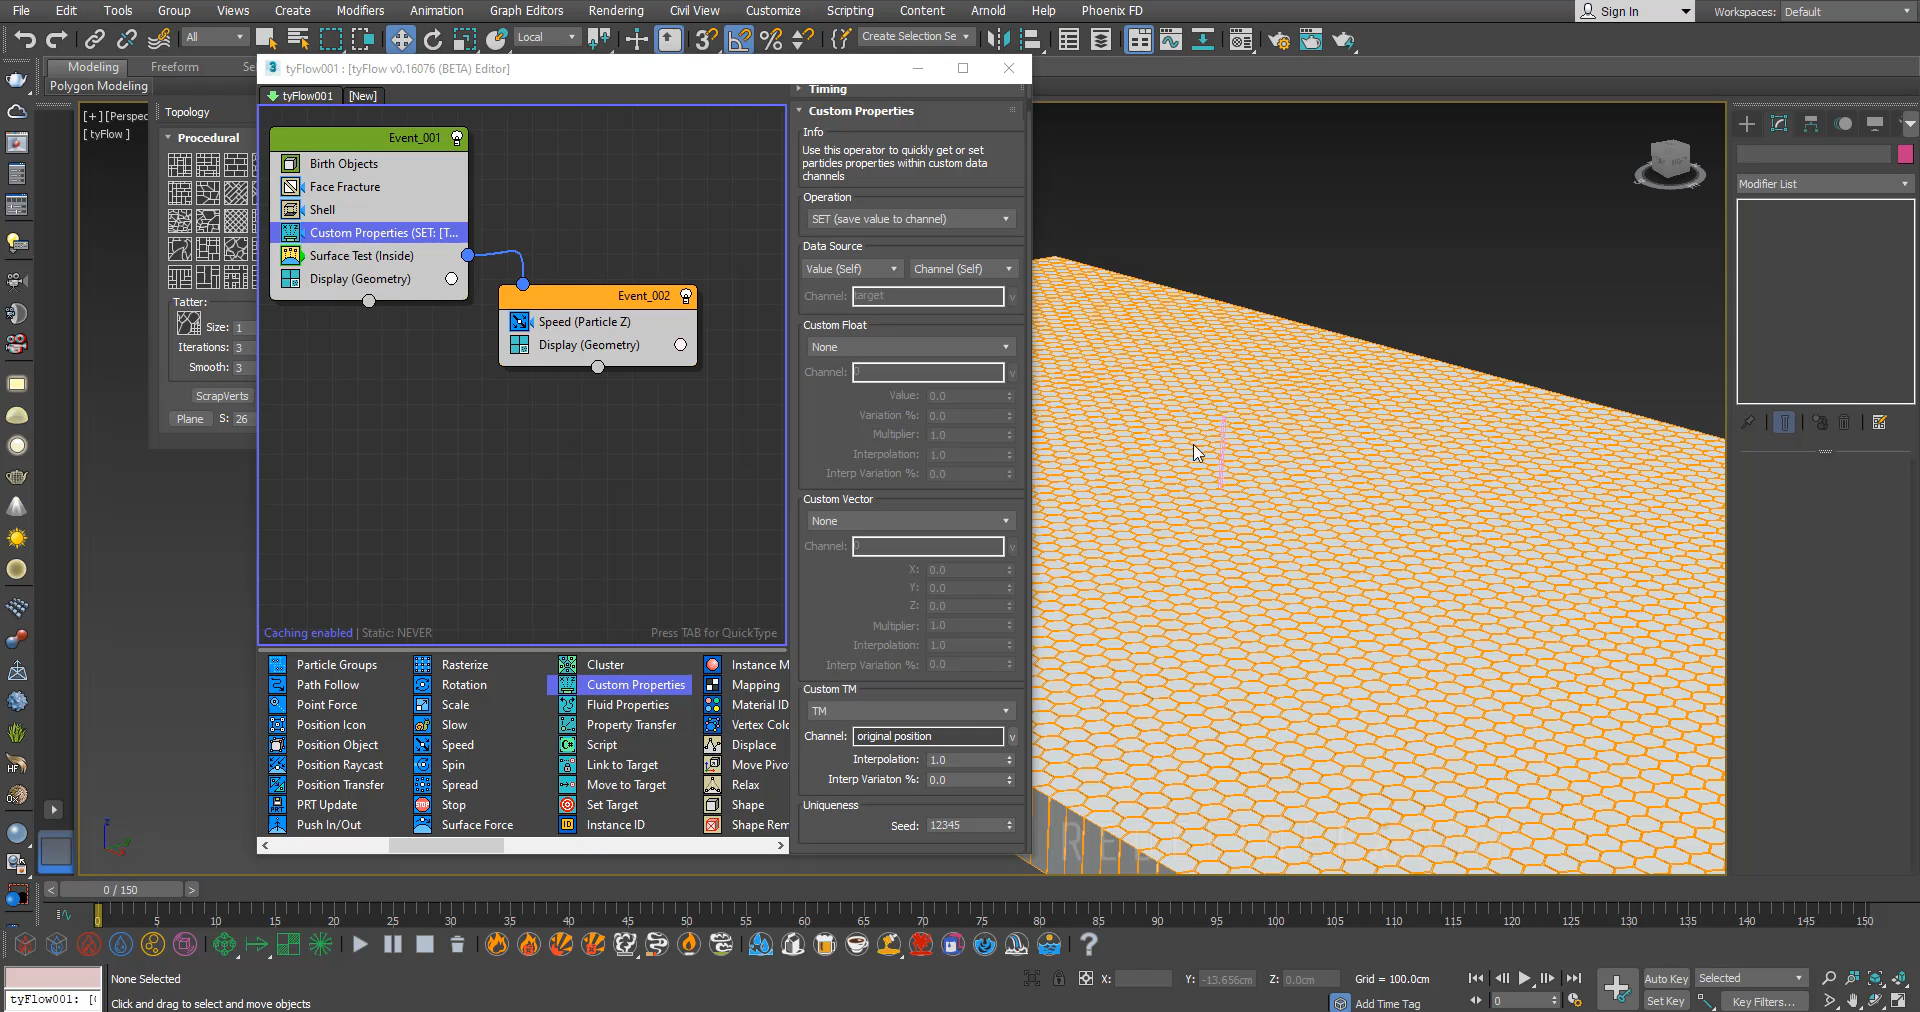 File Edit Tools Group Views Create Modifiers Animation Graph Editors Rendering Civil View Customize Scripting Content Arnold Help Phoenix FD Sign In Workspaces: Default
All Local Create Selection Se
Modeling Freeform Se
Polygon Modeling
tyFlow001 : [tyFlow v0.16076 (BETA) Editor]
tyFlow001 [New]
[+] [Perspec
[ tyFlow ]
Topology
Procedural
Tatter:
Size: 1
Iterations: 3
Smooth: 3
ScrapVerts
Plane S: 26
Event_001
Birth Objects
Face Fracture
Shell
Custom Properties (SET: [T...
Surface Test (Inside)
Display (Geometry)
Event_002
Speed (Particle Z)
Display (Geometry)
Caching enabled | Static: NEVER
Press TAB for QuickType
Particle Groups Rasterize Cluster Instance M
Path Follow Rotation Custom Properties Mapping
Point Force Scale Fluid Properties Material ID
Position Icon Slow Property Transfer Vertex Colo
Position Object Speed Script Displace
Position Raycast Spin Link to Target Move Pivo
Position Transfer Spread Move to Target Relax
PRT Update Stop Set Target Shape
Push In/Out Surface Force Instance ID Shape Rem
Timing
Custom Properties
Info
Use this operator to quickly get or set
particles properties within custom data
channels
Operation
SET (save value to channel)
Data Source
Value (Self) Channel (Self)
Channel: target v
Custom Float
None
Channel: 0 v
Value: 0.0
Variation %: 0.0
Multiplier: 1.0
Interpolation: 1.0
Interp Variation %: 0.0
Custom Vector
None
Channel: 0 v
X: 0.0
Y: 0.0
Z: 0.0
Multiplier: 1.0
Interpolation: 1.0
Interp Variation %: 0.0
Custom TM
TM
Channel: original position v
Interpolation: 1.0
Interp Variaton %: 0.0
Uniqueness
Seed: 12345
Modifier List
z
HF
0 / 150
0 5 10 15 20 25 30 35 40 45 50 55 60 65 70 75 80 85 90 95 100 105 110 115 120 125 130 135 140 145 150
None Selected
tyFlow001: [(
Click and drag to select and move objects
X: Y: -13.656cm Z: 0.0cm Grid = 100.0cm
Add Time Tag
0
Auto Key Selected
Set Key Key Filters...